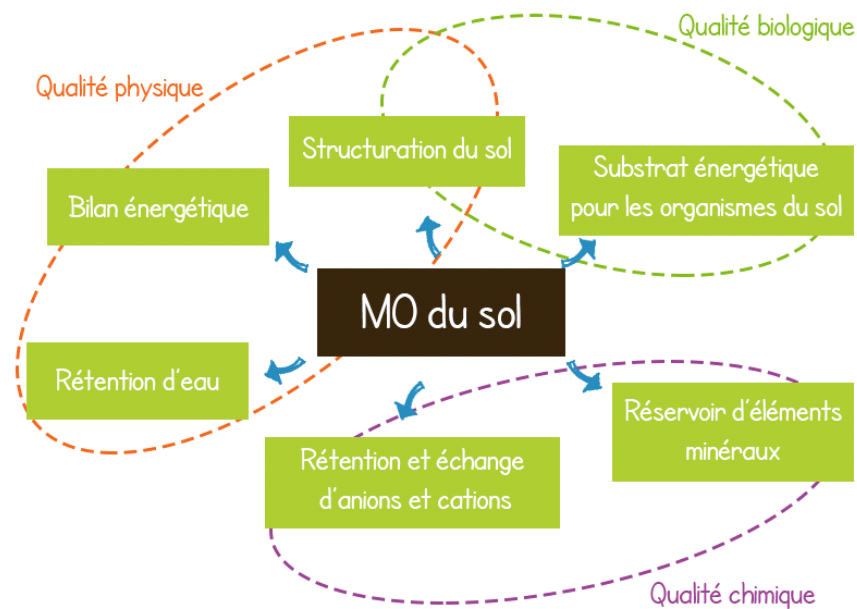 Qualité biologique
Qualité physique
Structuration du sol
Substrat énergétique
pour les organismes du sol
Bilan énergétique
MO du sol
Rétention d'eau
Réservoir d'éléments
minéraux
Rétention et échange
d'anions et cations
Qualité chimique